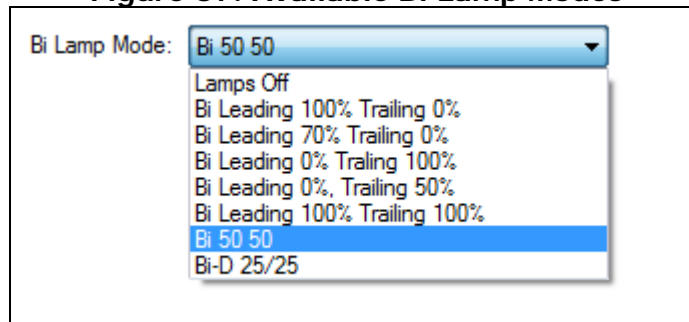 Available Bi Lamp Modes
Bi Lamp Mode: Bi 50 50
Lamps Off
Bi Leading 100% Trailing 0%
Bi Leading 70% Trailing 0%
Bi Leading 0% Traling 100%
Bi Leading 0%, Trailing 50%
Bi Leading 100% Trailing 100%
Bi 50 50
Bi-D 25/25